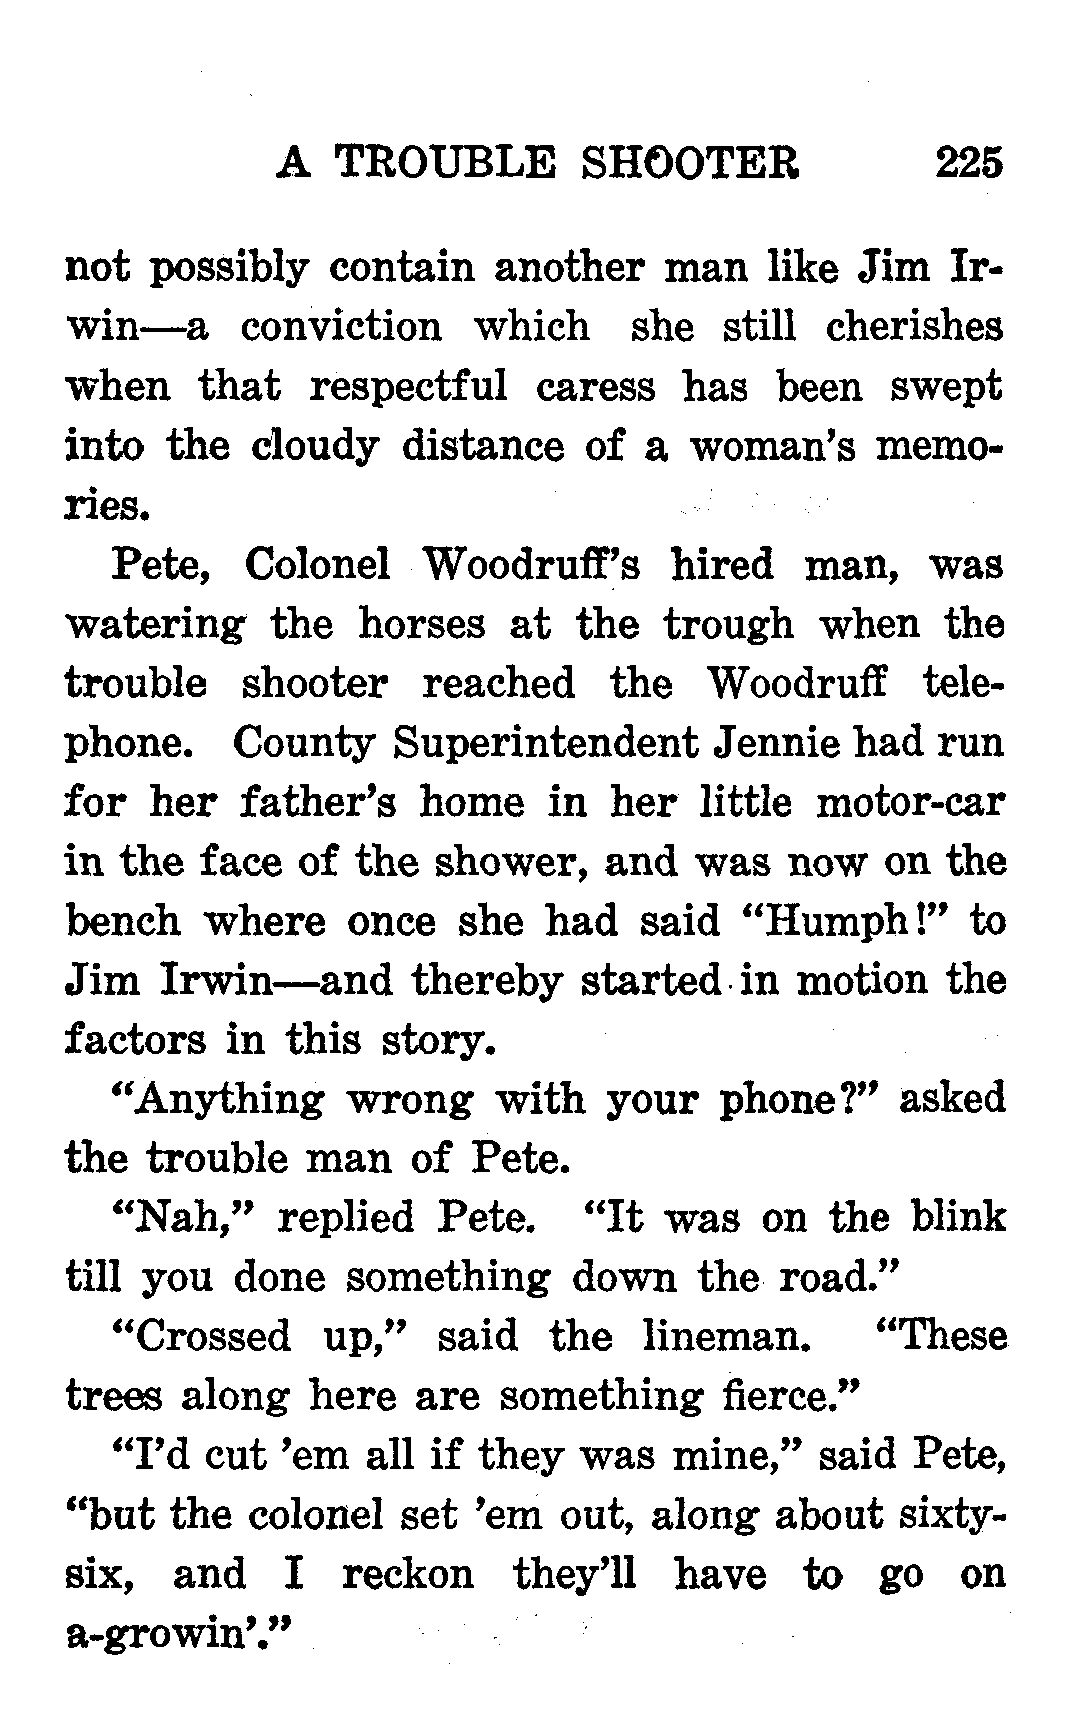 A TROUBLE SHOOTER 225
not possibly contain another man like Jim Ir-
win—a conviction which she still cherishes
when that respectful caress has been swept
into the cloudy distance of a woman's memo-
ries.
Pete, Colonel Woodruff's hired man, was
watering the horses at the trough when the
trouble shooter reached the Woodruff tele-
phone. County Superintendent Jennie had run
for her father's home in her little motor-car
in the face of the shower, and was now on the
bench where once she had said “Humph!” to
Jim Irwin—and thereby started in motion the
factors in this story.
“Anything wrong with your phone?” asked
the trouble man of Pete.
“Nah,” replied Pete. “It was on the blink
till you done something down the road.”
“Crossed up,” said the lineman. “These
trees along here are something fierce.”
“I'd cut 'em all if they was mine,” said Pete,
“but the colonel set 'em out, along about sixty-
six, and I reckon they'll have to go on
a-growin'.”